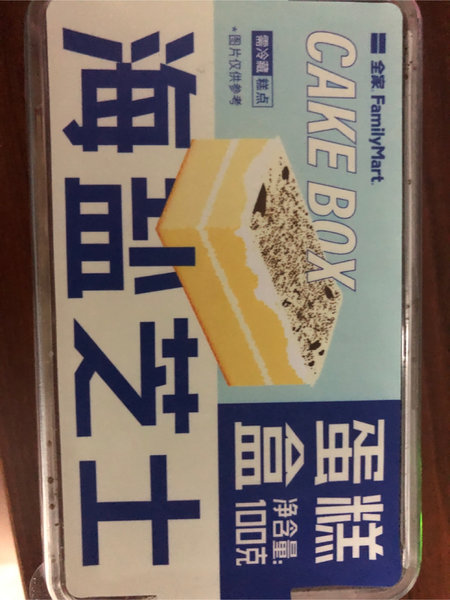 全家 FamilyMart
CAKE BOX
需冷藏 糕点
*图片仅供参考
海盐芝士
蛋糕
盒
净含量:
100克